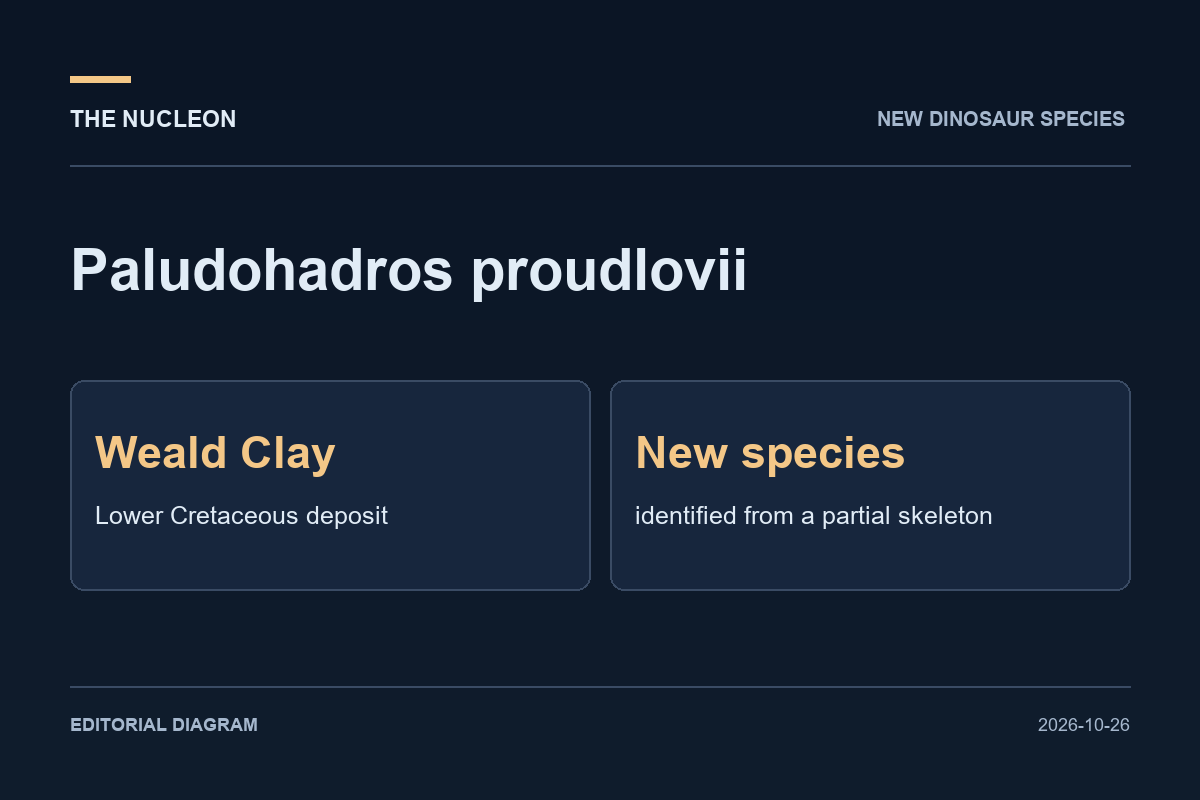 THE NUCLEON
NEW DINOSAUR SPECIES
Paludohadros proudlovii
Weald Clay
Lower Cretaceous deposit
New species
identified from a partial skeleton
EDITORIAL DIAGRAM
2026-10-26